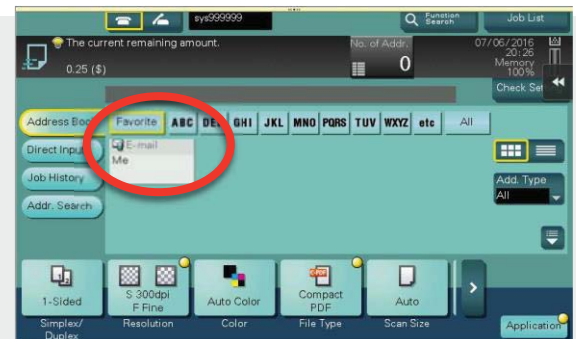 sys999999
Function Search
Job List
The current remaining amount.
0.25 ($)
No. of Addr.
0
07/06/2016
20:26
Memory
100%
Check Set
Address Book
Favorite ABC DEF GHI JKL MNO PQRS TUV WXYZ etc All
Direct Input
E-mail
Me
Job History
Addr. Search
Add. Type
All
1-Sided
S 300dpi
F Fine
Auto Color
Compact
PDF
Auto
Simplex/
Duplex
Resolution
Color
File Type
Scan Size
Application